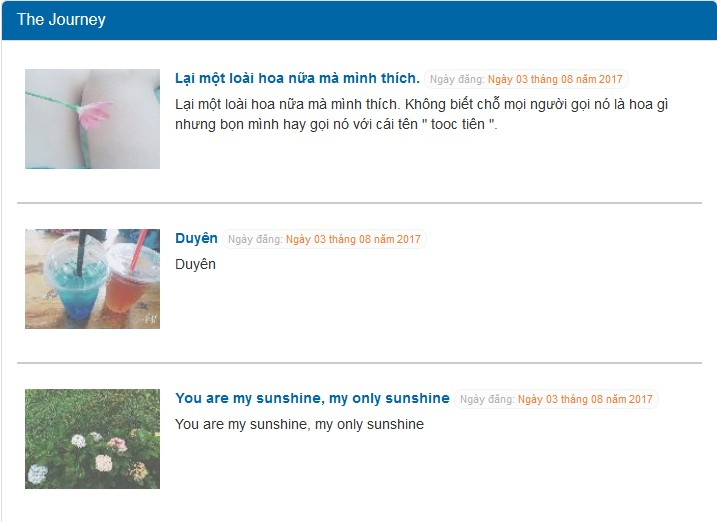 The Journey
Lại một loài hoa nữa mà mình thích. Ngày đăng: Ngày 03 tháng 08 năm 2017
Lại một loài hoa nữa mà mình thích. Không biết chỗ mọi người gọi nó là hoa gì
nhưng bọn mình hay gọi nó với cái tên " tooc tiên ".
Duyên Ngày đăng: Ngày 03 tháng 08 năm 2017
Duyên
You are my sunshine, my only sunshine Ngày đăng: Ngày 03 tháng 08 năm 2017
You are my sunshine, my only sunshine